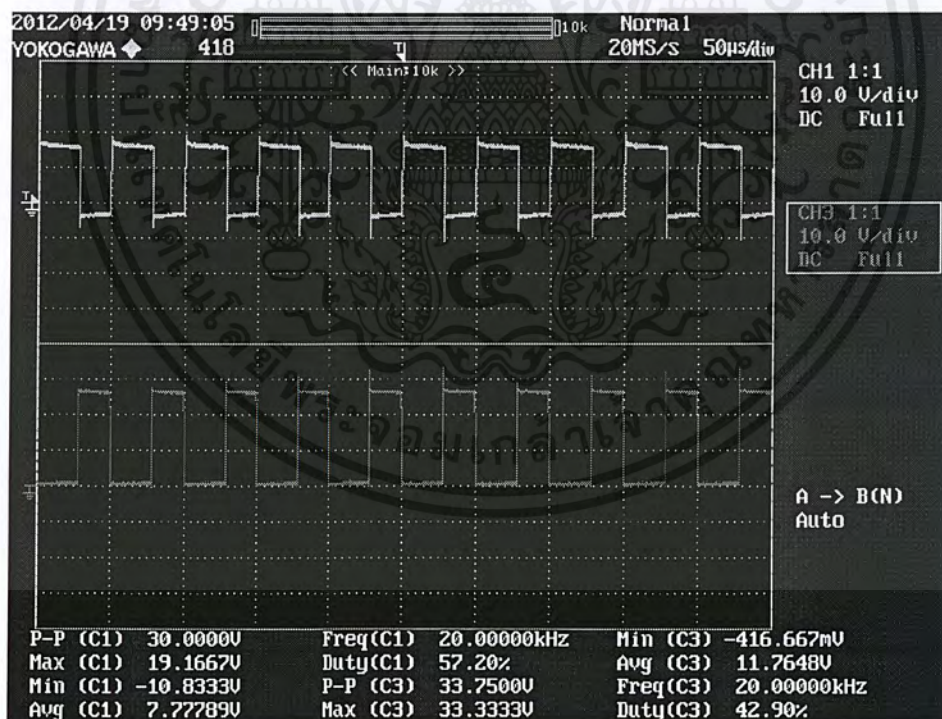 2012/04/19 09:49:05 10k Normal
YOKOGAWA 418 20MS/s 50μs/div
<< Main:10k >>
CH1 1:1
10.0 V/div
DC Full
CH3 1:1
10.0 V/div
DC Full
A -> B(N)
Auto
P-P (C1) 30.0000V Freq(C1) 20.00000kHz Min (C3) -416.667mV
Max (C1) 19.1667V Duty(C1) 57.20% Avg (C3) 11.7648V
Min (C1) -10.8333V P-P (C3) 33.7500V Freq(C3) 20.00000kHz
Avg (C1) 7.77789V Max (C3) 33.3333V Duty(C3) 42.90%